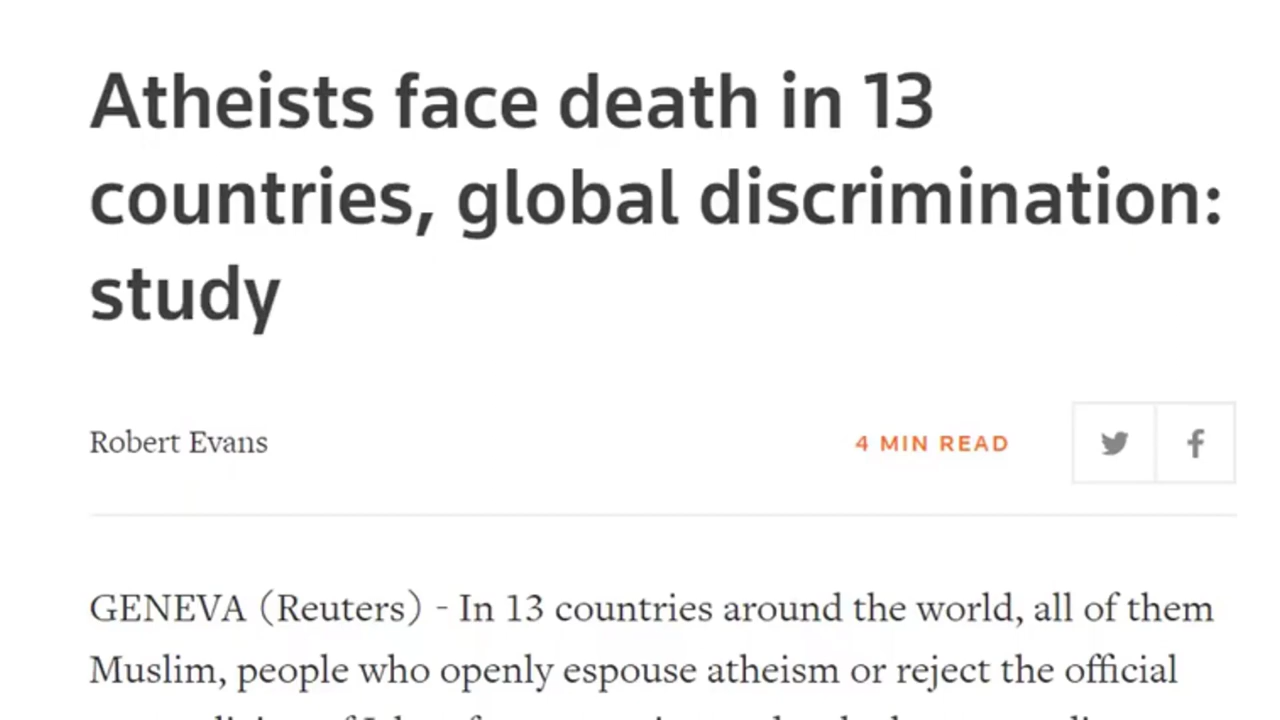 Atheists face death in 13
countries, global discrimination:
study
Robert Evans
4 MIN READ
GENEVA (Reuters) - In 13 countries around the world, all of them
Muslim, people who openly espouse atheism or reject the official